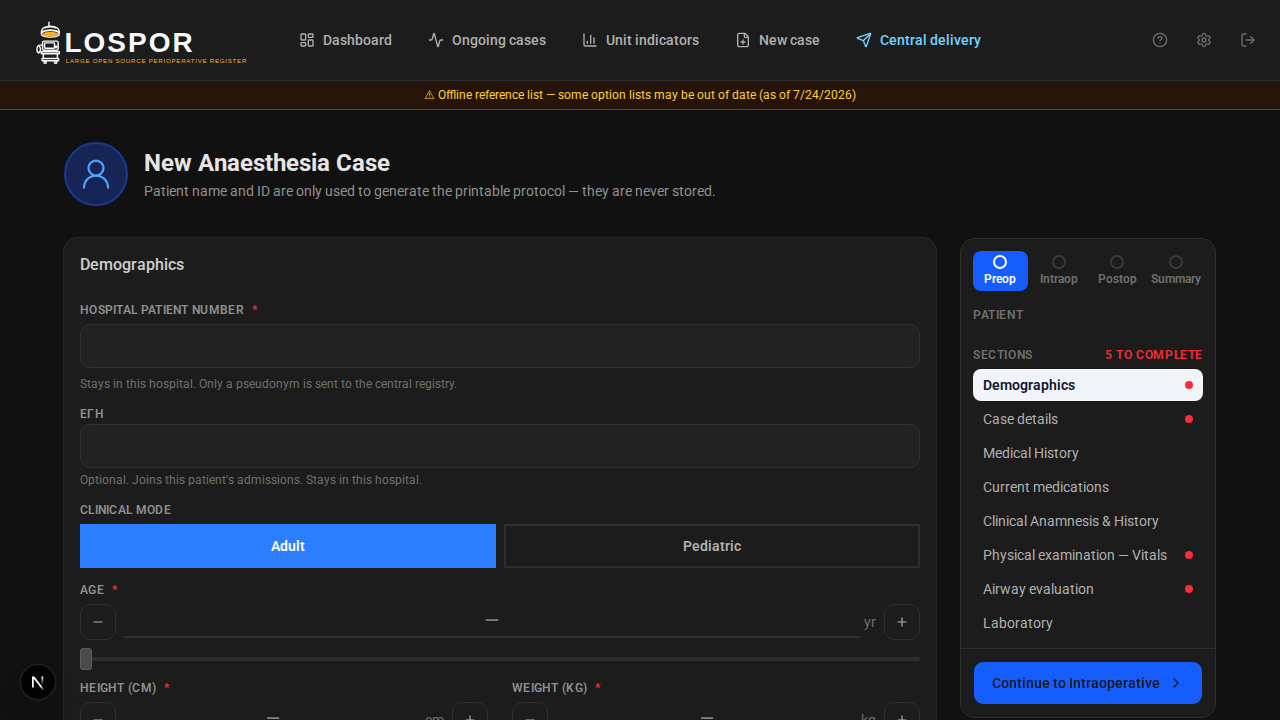 LOSPOR
LARGE OPEN SOURCE PERIOPERATIVE REGISTER
Dashboard
Ongoing cases
Unit indicators
New case
Central delivery
⚠ Offline reference list — some option lists may be out of date (as of 7/24/2026)
New Anaesthesia Case
Patient name and ID are only used to generate the printable protocol — they are never stored.
Demographics
HOSPITAL PATIENT NUMBER *
Stays in this hospital. Only a pseudonym is sent to the central registry.
ЕГН
Optional. Joins this patient's admissions. Stays in this hospital.
CLINICAL MODE
Adult
Pediatric
AGE *
− — yr +
HEIGHT (CM) *
WEIGHT (KG) *
− — cm +
− — kg +
Preop
Intraop
Postop
Summary
PATIENT
SECTIONS
5 TO COMPLETE
Demographics
Case details
Medical History
Current medications
Clinical Anamnesis & History
Physical examination — Vitals
Airway evaluation
Laboratory
Continue to Intraoperative
N